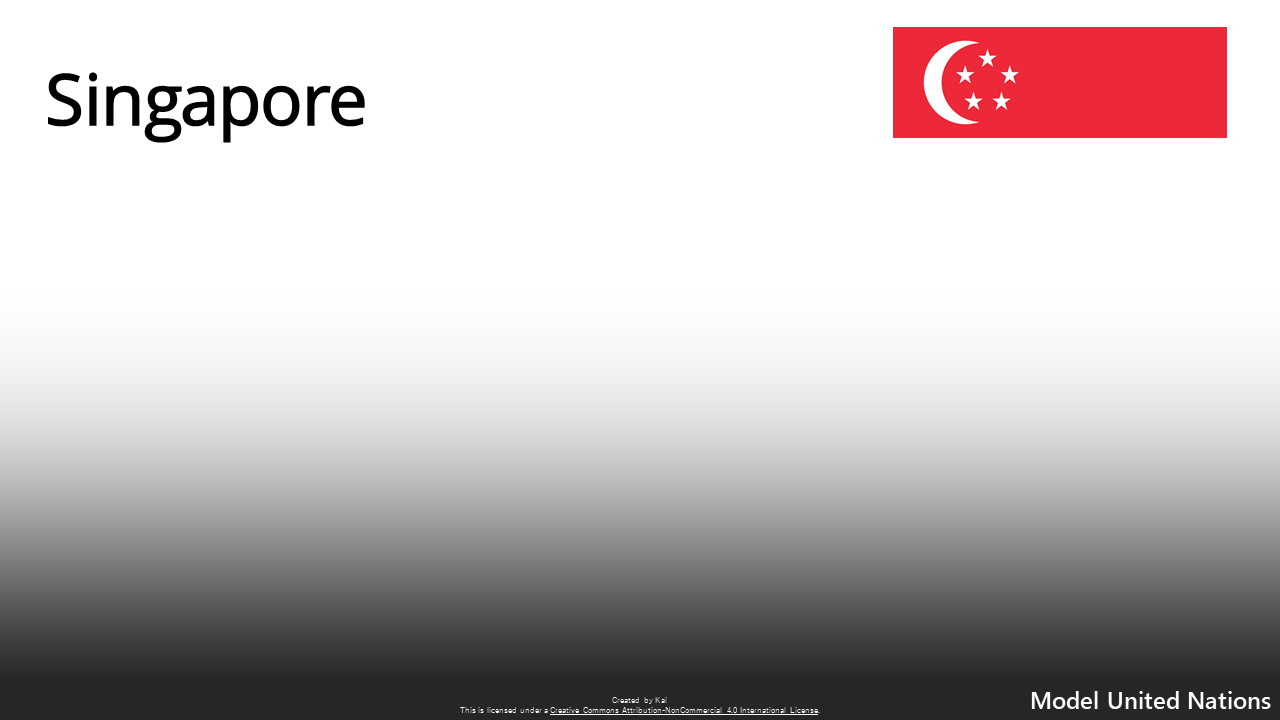 Singapore
Created by Kai
This is licensed under a Creative Commons Attribution-NonCommercial 4.0 International License.
Model United Nations